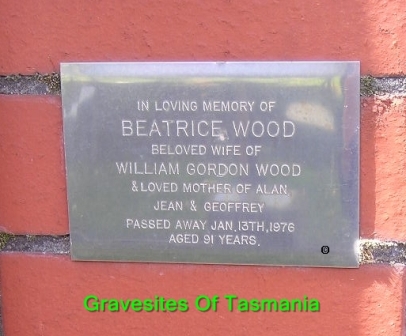 IN LOVING MEMORY OF
BEATRICE WOOD
BELOVED WIFE OF
WILLIAM GORDON WOOD
& LOVED MOTHER OF ALAN
JEAN & GEOFFREY
PASSED AWAY JAN. 13TH, 1976
AGED 91 YEARS.
Gravesites Of Tasmania